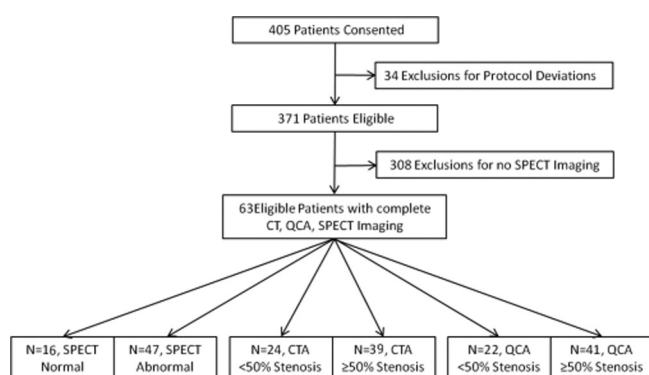 405 Patients Consented
34 Exclusions for Protocol Deviations
371 Patients Eligible
308 Exclusions for no SPECT Imaging
63Eligible Patients with complete
CT, QCA, SPECT Imaging
N=16, SPECT
Normal
N=47, SPECT
Abnormal
N=24, CTA
<50% Stenosis
N=39, CTA
≥50% Stenosis
N=22, QCA
<50% Stenosis
N=41, QCA
≥50% Stenosis